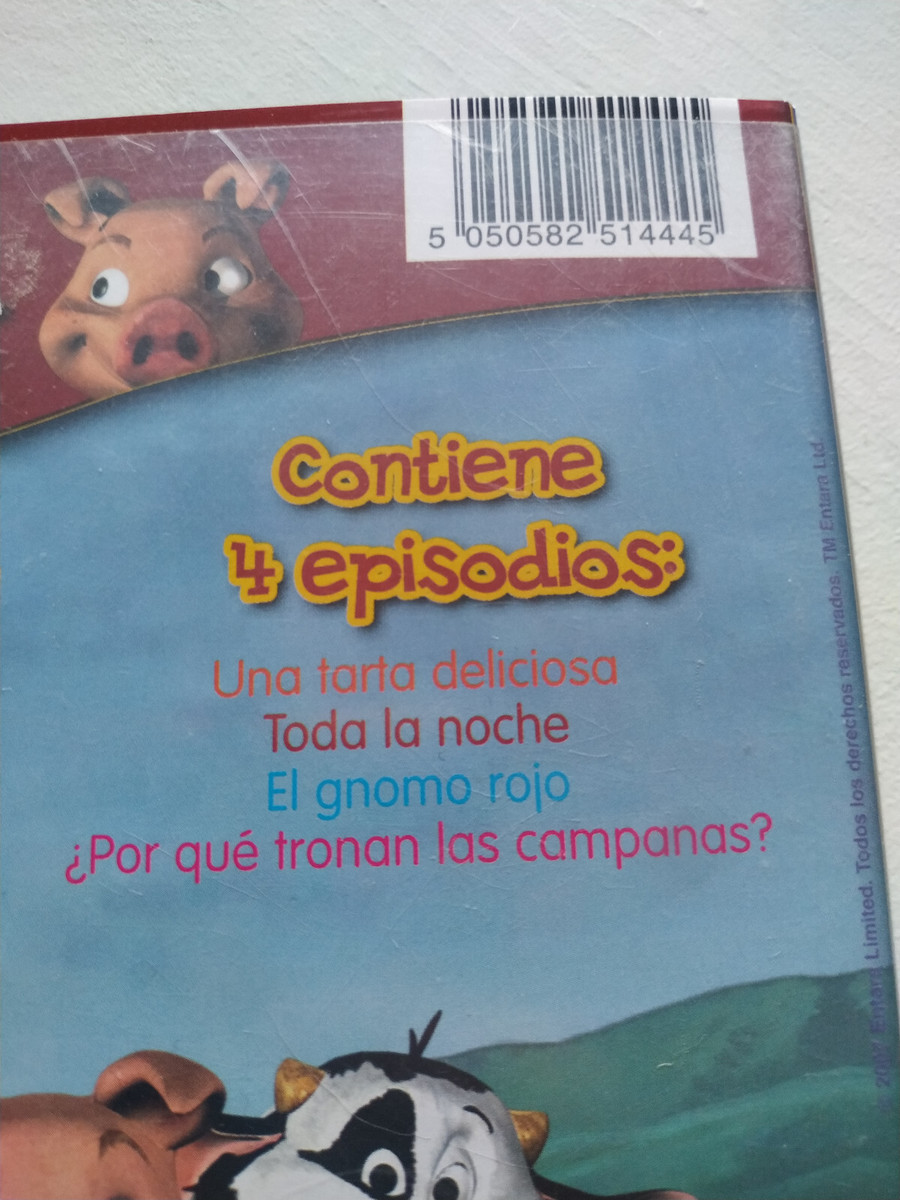 5 050582 514445
Contiene
4 episodios:
Una tarta deliciosa
Toda la noche
El gnomo rojo
¿Por qué tronan las campanas?
© 2007 Entara Limited. Todos los derechos reservados. TM Entara Ltd